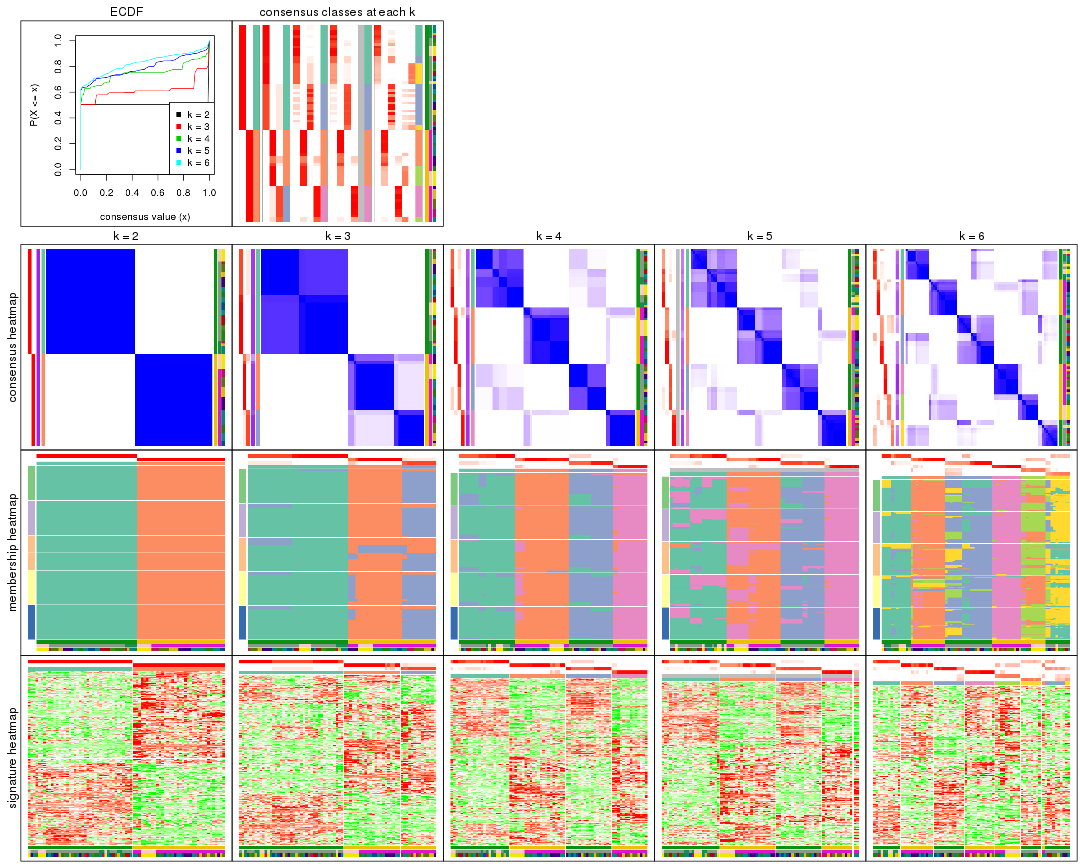 ECDF
consensus classes at each k
P(X <= x)
1.0
0.8
0.6
0.4
0.2
0.0
k = 2
k = 3
k = 4
k = 5
k = 6
0.0 0.2 0.4 0.6 0.8 1.0
consensus value (x)
k = 2
k = 3
k = 4
k = 5
k = 6
consensus heatmap
membership heatmap
signature heatmap